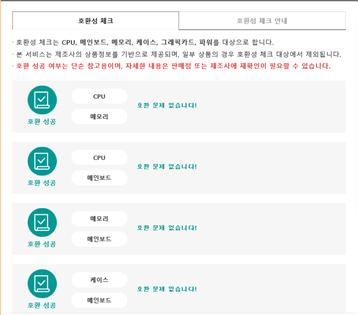 호환성 체크
호환성 체크 안내
· 호환성 체크는 CPU, 메인보드, 메모리, 케이스, 그래픽카드, 파워를 대상으로 합니다.
· 본 서비스는 제조사의 상품정보를 기반으로 제공되며, 일부 상품의 경우 호환성 체크 대상에서 제외됩니다.
· 호환 성공 여부는 단순 참고용이며, 자세한 내용은 판매점 또는 제조사에 재확인이 필요할 수 있습니다.
CPU
호환 문제 없습니다!
메모리
호환 성공
CPU
호환 문제 없습니다!
메인보드
호환 성공
메모리
호환 문제 없습니다!
메인보드
호환 성공
케이스
호환 문제 없습니다!
메인보드
호환 성공